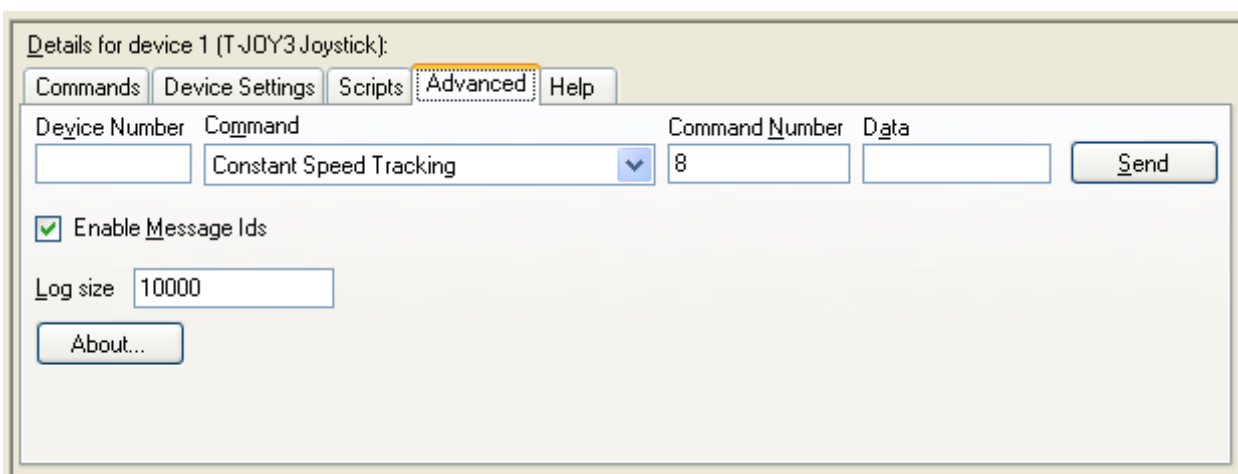 Details for device 1 (T-JOY3 Joystick):
Commands Device Settings Scripts Advanced Help
Device Number Command Command Number Data
Constant Speed Tracking 8 Send
Enable Message Ids
Log size 10000
About...